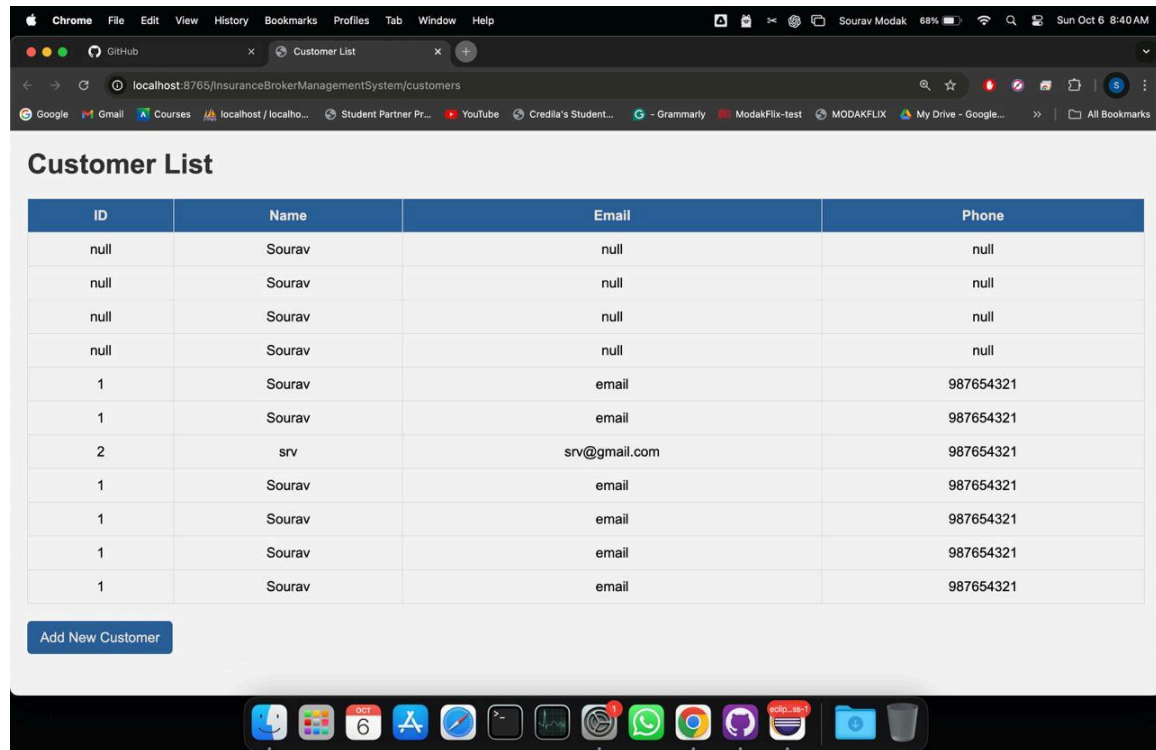 Chrome File Edit View History Bookmarks Profiles Tab Window Help Sourav Modak 68% Sun Oct 6 8:40 AM
GitHub Customer List
localhost:8765/InsuranceBrokerManagementSystem/customers S
Google Gmail Courses localhost / localho... Student Partner Pr... YouTube Credila's Student... - Grammarly ModakFlix-test MODAKFLIX My Drive - Google... >> All Bookmarks
Customer List
ID Name Email Phone
null Sourav null null
null Sourav null null
null Sourav null null
null Sourav null null
1 Sourav email 987654321
1 Sourav email 987654321
2 srv srv@gmail.com 987654321
1 Sourav email 987654321
1 Sourav email 987654321
1 Sourav email 987654321
1 Sourav email 987654321
Add New Customer
OCT 1 eclip...ss-1
6